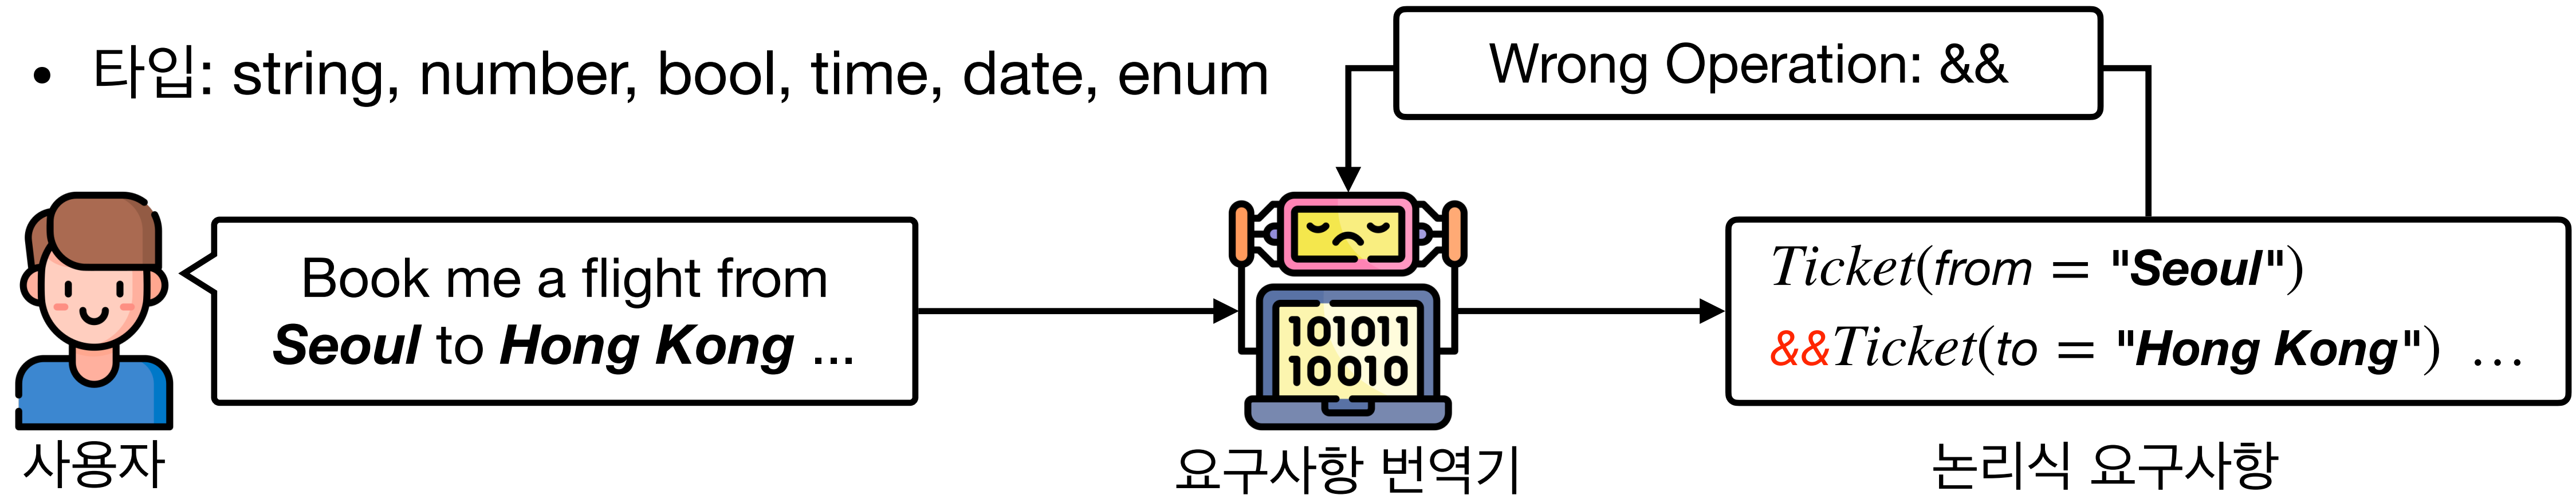 • 타입: string, number, bool, time, date, enum
Wrong Operation: &&
Book me a flight from
Seoul to Hong Kong ...
101011
10010
Ticket(from = "Seoul")
&&Ticket(to = "Hong Kong") ...
사용자
요구사항 번역기
논리식 요구사항